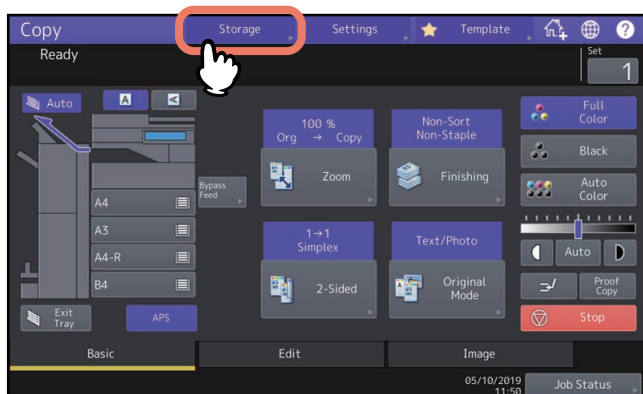 Copy
Storage
Settings
Template
?
Ready
Set
1
Auto
A
A
100 %
Org → Copy
Zoom
Non-Sort
Non-Staple
Finishing
Full
Color
Black
Auto
Color
Bypass
Feed
A4
A3
A4-R
B4
1→1
Simplex
2-Sided
Text/Photo
Original
Mode
Auto
Proof
Copy
Exit
Tray
APS
Stop
Basic
Edit
Image
05/10/2019
11:50
Job Status